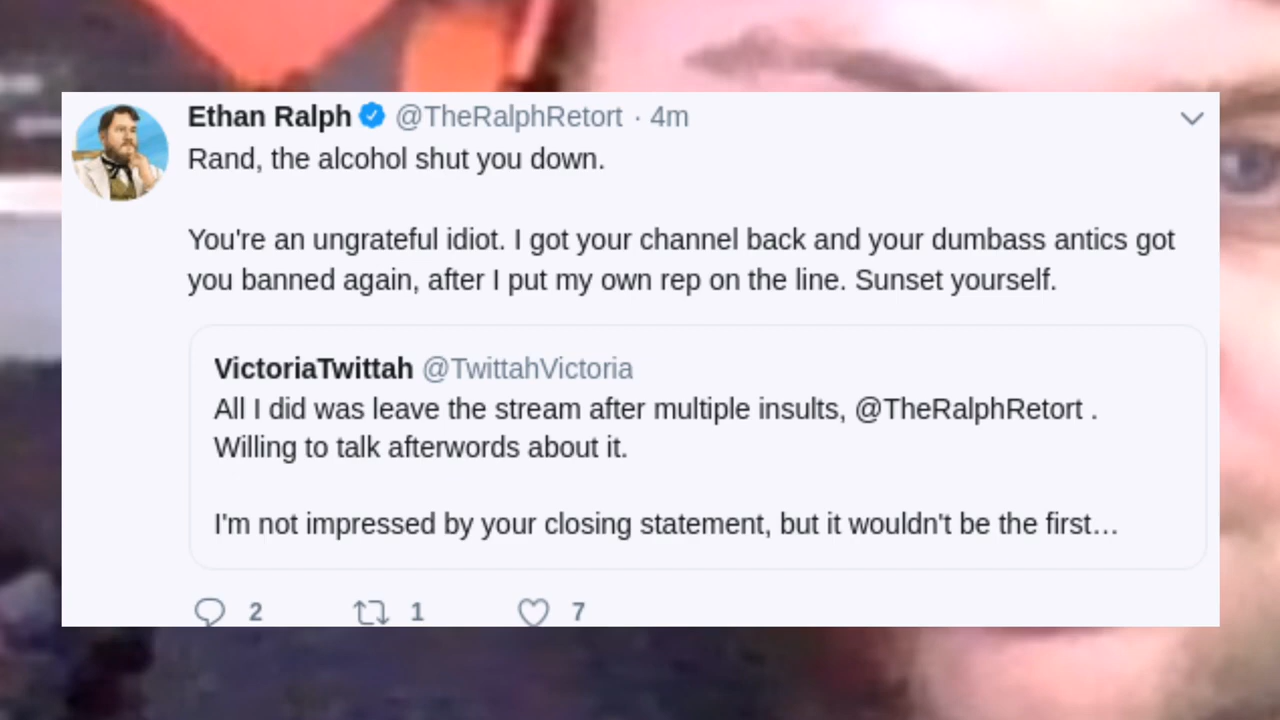 Ethan Ralph @TheRalphRetort · 4m
Rand, the alcohol shut you down.
You're an ungrateful idiot. I got your channel back and your dumbass antics got
you banned again, after I put my own rep on the line. Sunset yourself.
VictoriaTwittah @TwittahVictoria
All I did was leave the stream after multiple insults, @TheRalphRetort .
Willing to talk afterwords about it.
I'm not impressed by your closing statement, but it wouldn't be the first…
2 1 7